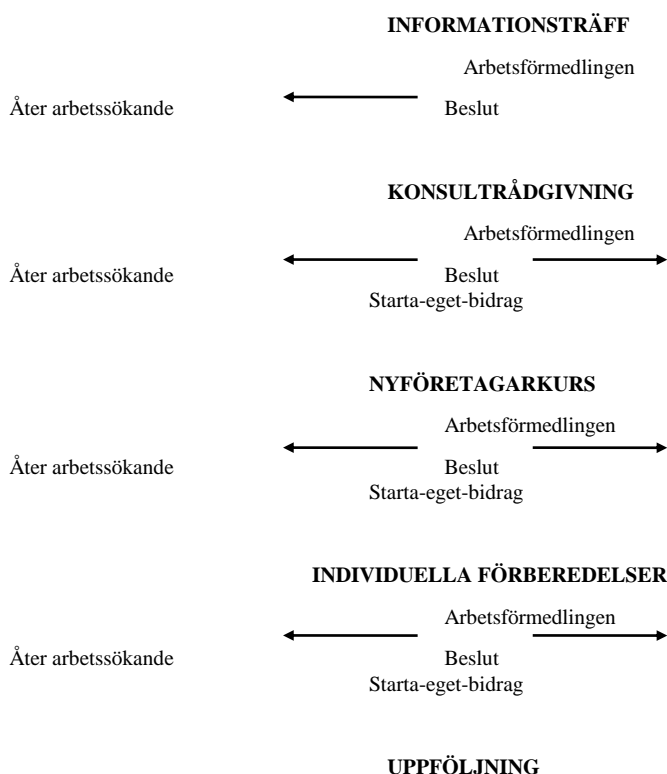 INFORMATIONSTRÄFF
Arbetsförmedlingen
Åter arbetssökande Beslut
KONSULTRÅDGIVNING
Arbetsförmedlingen
Åter arbetssökande Beslut
Starta-eget-bidrag
NYFÖRETAGARKURS
Arbetsförmedlingen
Åter arbetssökande Beslut
Starta-eget-bidrag
INDIVIDUELLA FÖRBEREDELSER
Arbetsförmedlingen
Åter arbetssökande Beslut
Starta-eget-bidrag
UPPFÖLJNING